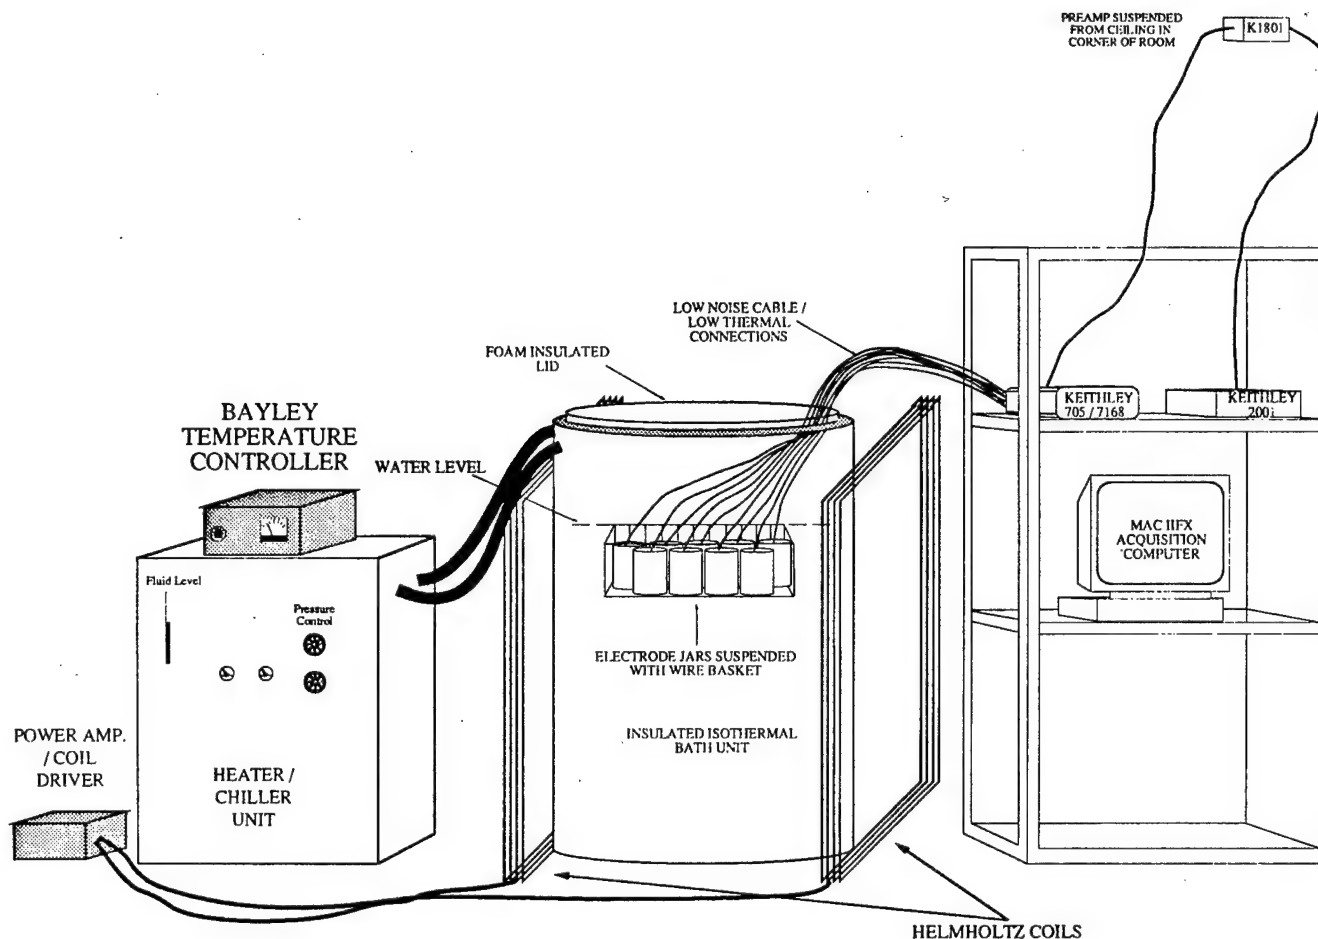 PREAMP SUSPENDED
FROM CEILING IN
CORNER OF ROOM
K1801
LOW NOISE CABLE /
LOW THERMAL
CONNECTIONS
FOAM INSULATED
LID
KEITHLEY
705 / 7168
KEITHLEY
200i
BAYLEY
TEMPERATURE
CONTROLLER
WATER LEVEL
MAC IIFX
ACQUISITION
COMPUTER
Fluid Level
Pressure
Control
ELECTRODE JARS SUSPENDED
WITH WIRE BASKET
INSULATED ISOTHERMAL
BATH UNIT
POWER AMP.
/ COIL
DRIVER
HEATER /
CHILLER
UNIT
HELMHOLTZ COILS